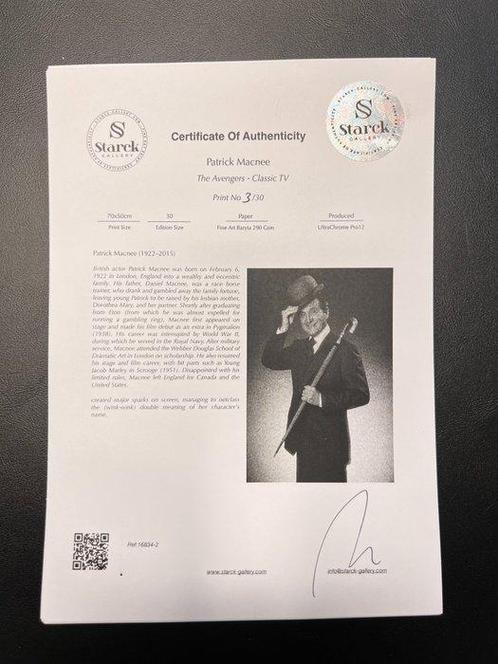 STARCK-GALLERY.COM
Starck
GALLERY
Starck
GALLERY
Certificate Of Authenticity
Patrick Macnee
The Avengers - Classic TV
Print No 3/30
70x50cm 30 Paper Produced
Print Size Edition Size Fine Art Baryta 290 Gsm UltraChrome Pro12
Patrick Macnee (1922-2015)
British actor Patrick Macnee was born on February 6,
1922 in London, England into a wealthy and eccentric
family. His father, Daniel Macnee, was a race horse
trainer, who drank and gambled away the family fortune,
leaving young Patrick to be raised by his lesbian mother,
Dorothea Mary, and her partner. Shortly after graduating
from Eton (from which he was almost expelled for
running a gambling ring), Macnee first appeared on
stage and made his film debut as an extra in Pygmalion
(1938). His career was interrupted by World War II,
during which he served in the Royal Navy. After military
service, Macnee attended the Webber Douglas School of
Dramatic Art in London on scholarship. He also resumed
his stage and film career, with bit parts such as Young
Jacob Marley in Scrooge (1951). Disappointed with his
limited roles, Macnee left England for Canada and the
United States.
created major sparks on screen, managing to outclass
the (wink-wink) double meaning of her character's
name.
Ref:16834-2
www.starck-gallery.com
info@starck-gallery.com